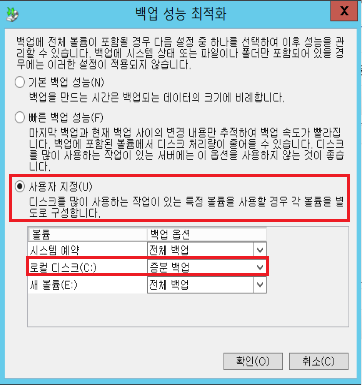 백업 성능 최적화
X
백업에 전체 볼륨이 포함될 경우 다음 설정 중 하나를 선택하여 이후 성능을 관
리할 수 있습니다. 백업에 시스템 상태 또는 파일이나 폴더만 포함되어 있을 경
우에는 이러한 설정이 적용되지 않습니다.
기본 백업 성능(N)
백업을 만드는 시간은 백업되는 데이터의 크기에 비례합니다.
빠른 백업 성능(F)
마지막 백업과 현재 백업 사이의 변경 내용만 추적하여 백업 속도가 빨라집
니다. 백업에 포함된 볼륨에서 디스크 처리량이 줄어들 수 있습니다. 디스크
를 많이 사용하는 작업이 있는 서버에는 이 옵션을 사용하지 않는 것이 좋습
니다.
사용자 지정(U)
디스크를 많이 사용하는 작업이 있는 특정 볼륨을 사용할 경우 각 볼륨을 별
도로 구성합니다.
볼륨 백업 옵션
시스템 예약 전체 백업
로컬 디스크(C:) 증분 백업
새 볼륨(E:) 전체 백업
확인(O) 취소(C)